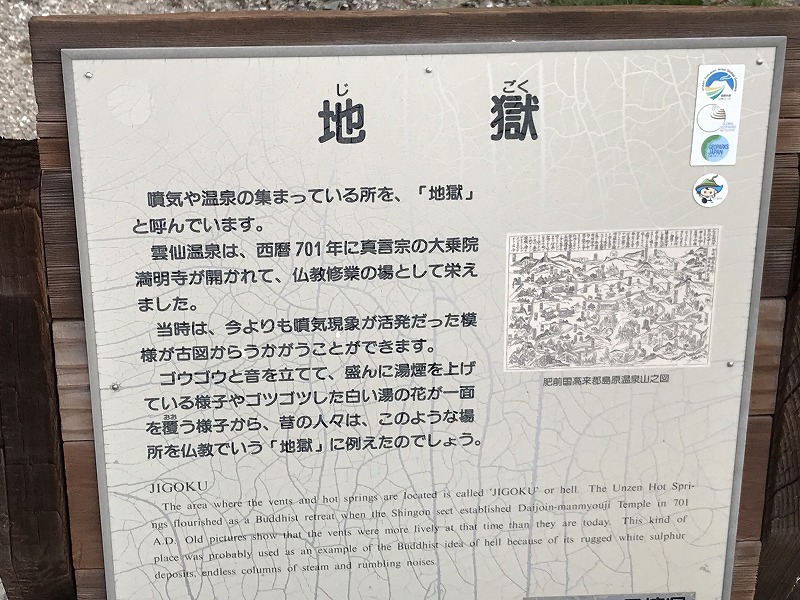 じ ごく
地 獄
噴気や温泉の集まっている所を、「地獄」
と呼んでいます。
雲仙温泉は、西暦701年に真言宗の大乗院
満明寺が開かれて、仏教修業の場として栄え
ました。
当時は、今よりも噴気現象が活発だった模
様が古図からうかがうことができます。
ゴウゴウと音を立てて、盛んに湯煙を上げ
ている様子やゴツゴツした白い湯の花が一面
おお
を覆う様子から、昔の人々は、このような場
所を仏教でいう「地獄」に例えたのでしょう。
GEOPARKS
JAPAN
肥前国高来郡島原温泉山之図
JIGOKU
The area where the vents and hot springs are located is called 'JIGOKU' or hell. The Unzen Hot Spri-
ngs flourished as a Buddhist retreat when the Shingon sect established Daijoin-manmyouji Temple in 701
A.D. Old pictures show that the vents were more lively at that time than they are today. This kind of
place was probably used as an example of the Buddhist idea of hell because of its rugged white sulphur
deposits, endless columns of steam and rumbling noises.